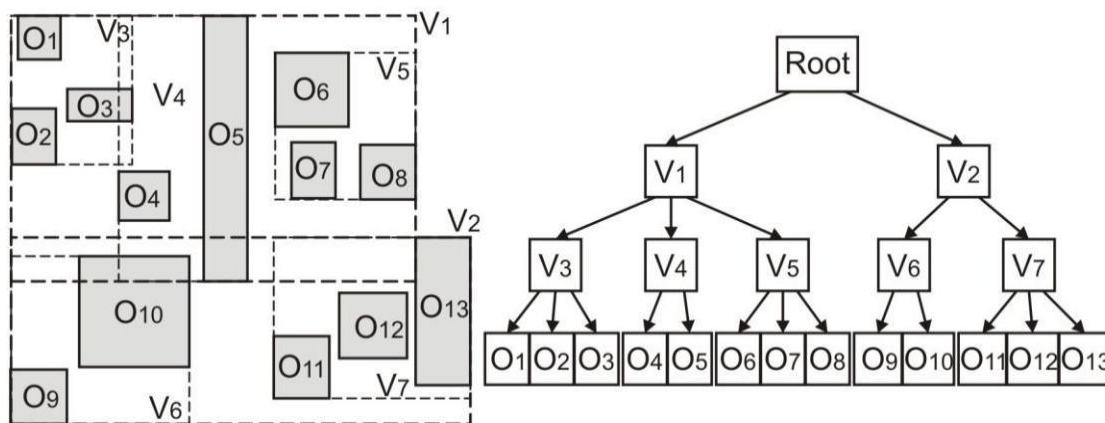 O1 V3 V1
O6 V5
O3 V4
O2 O5
O7 O8
O4
V2
O10 O12 O13
O11
O9 V6 V7
Root
V1 V2
V3 V4 V5 V6 V7
O1 O2 O3 O4 O5 O6 O7 O8 O9 O10 O11 O12 O13